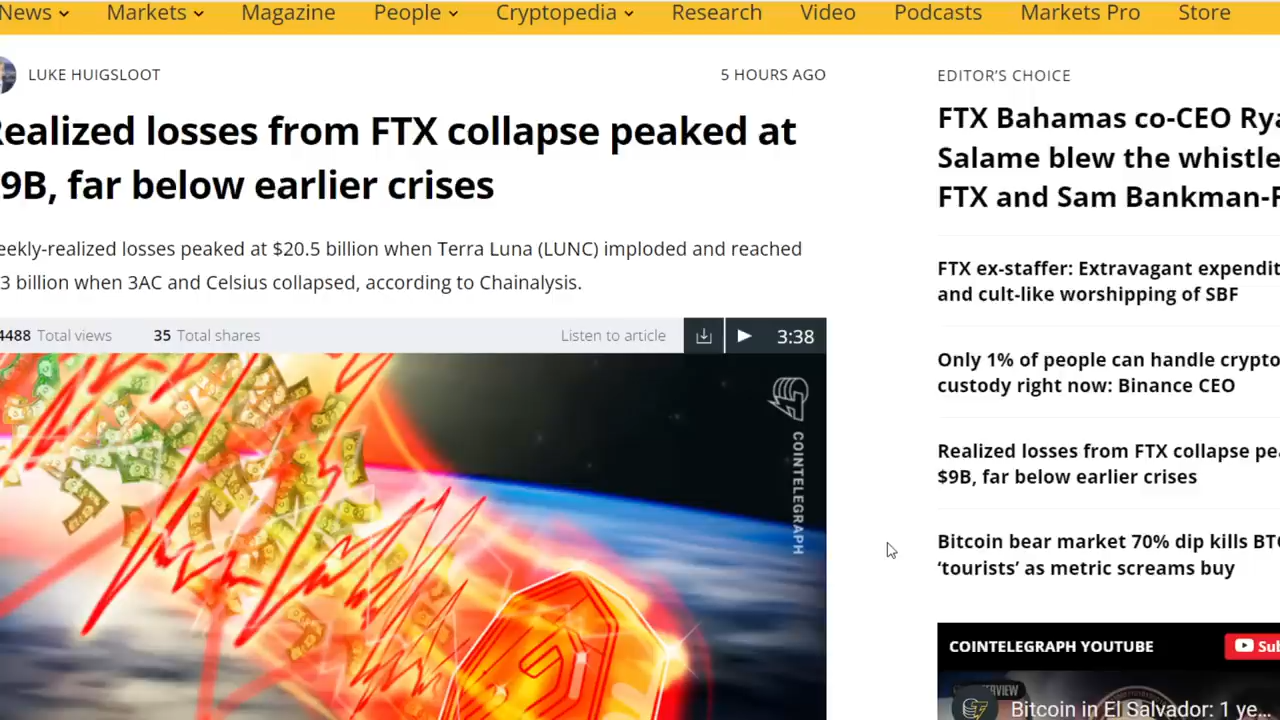 News
Markets
Magazine
People
Cryptopedia
Research
Video
Podcasts
Markets Pro
Store
LUKE HUIGSLOOT
5 HOURS AGO
Realized losses from FTX collapse peaked at
9B, far below earlier crises
eekly-realized losses peaked at $20.5 billion when Terra Luna (LUNC) imploded and reached
3 billion when 3AC and Celsius collapsed, according to Chainalysis.
4488 Total views
35 Total shares
Listen to article
3:38
COINTELEGRAPH
EDITOR'S CHOICE
FTX Bahamas co-CEO Rya
Salame blew the whistle
FTX and Sam Bankman-F
FTX ex-staffer: Extravagant expendit
and cult-like worshipping of SBF
Only 1% of people can handle crypto
custody right now: Binance CEO
Realized losses from FTX collapse pe
$9B, far below earlier crises
Bitcoin bear market 70% dip kills BT
'tourists' as metric screams buy
COINTELEGRAPH YOUTUBE
Sub
Bitcoin in El Salvador: 1 ye...